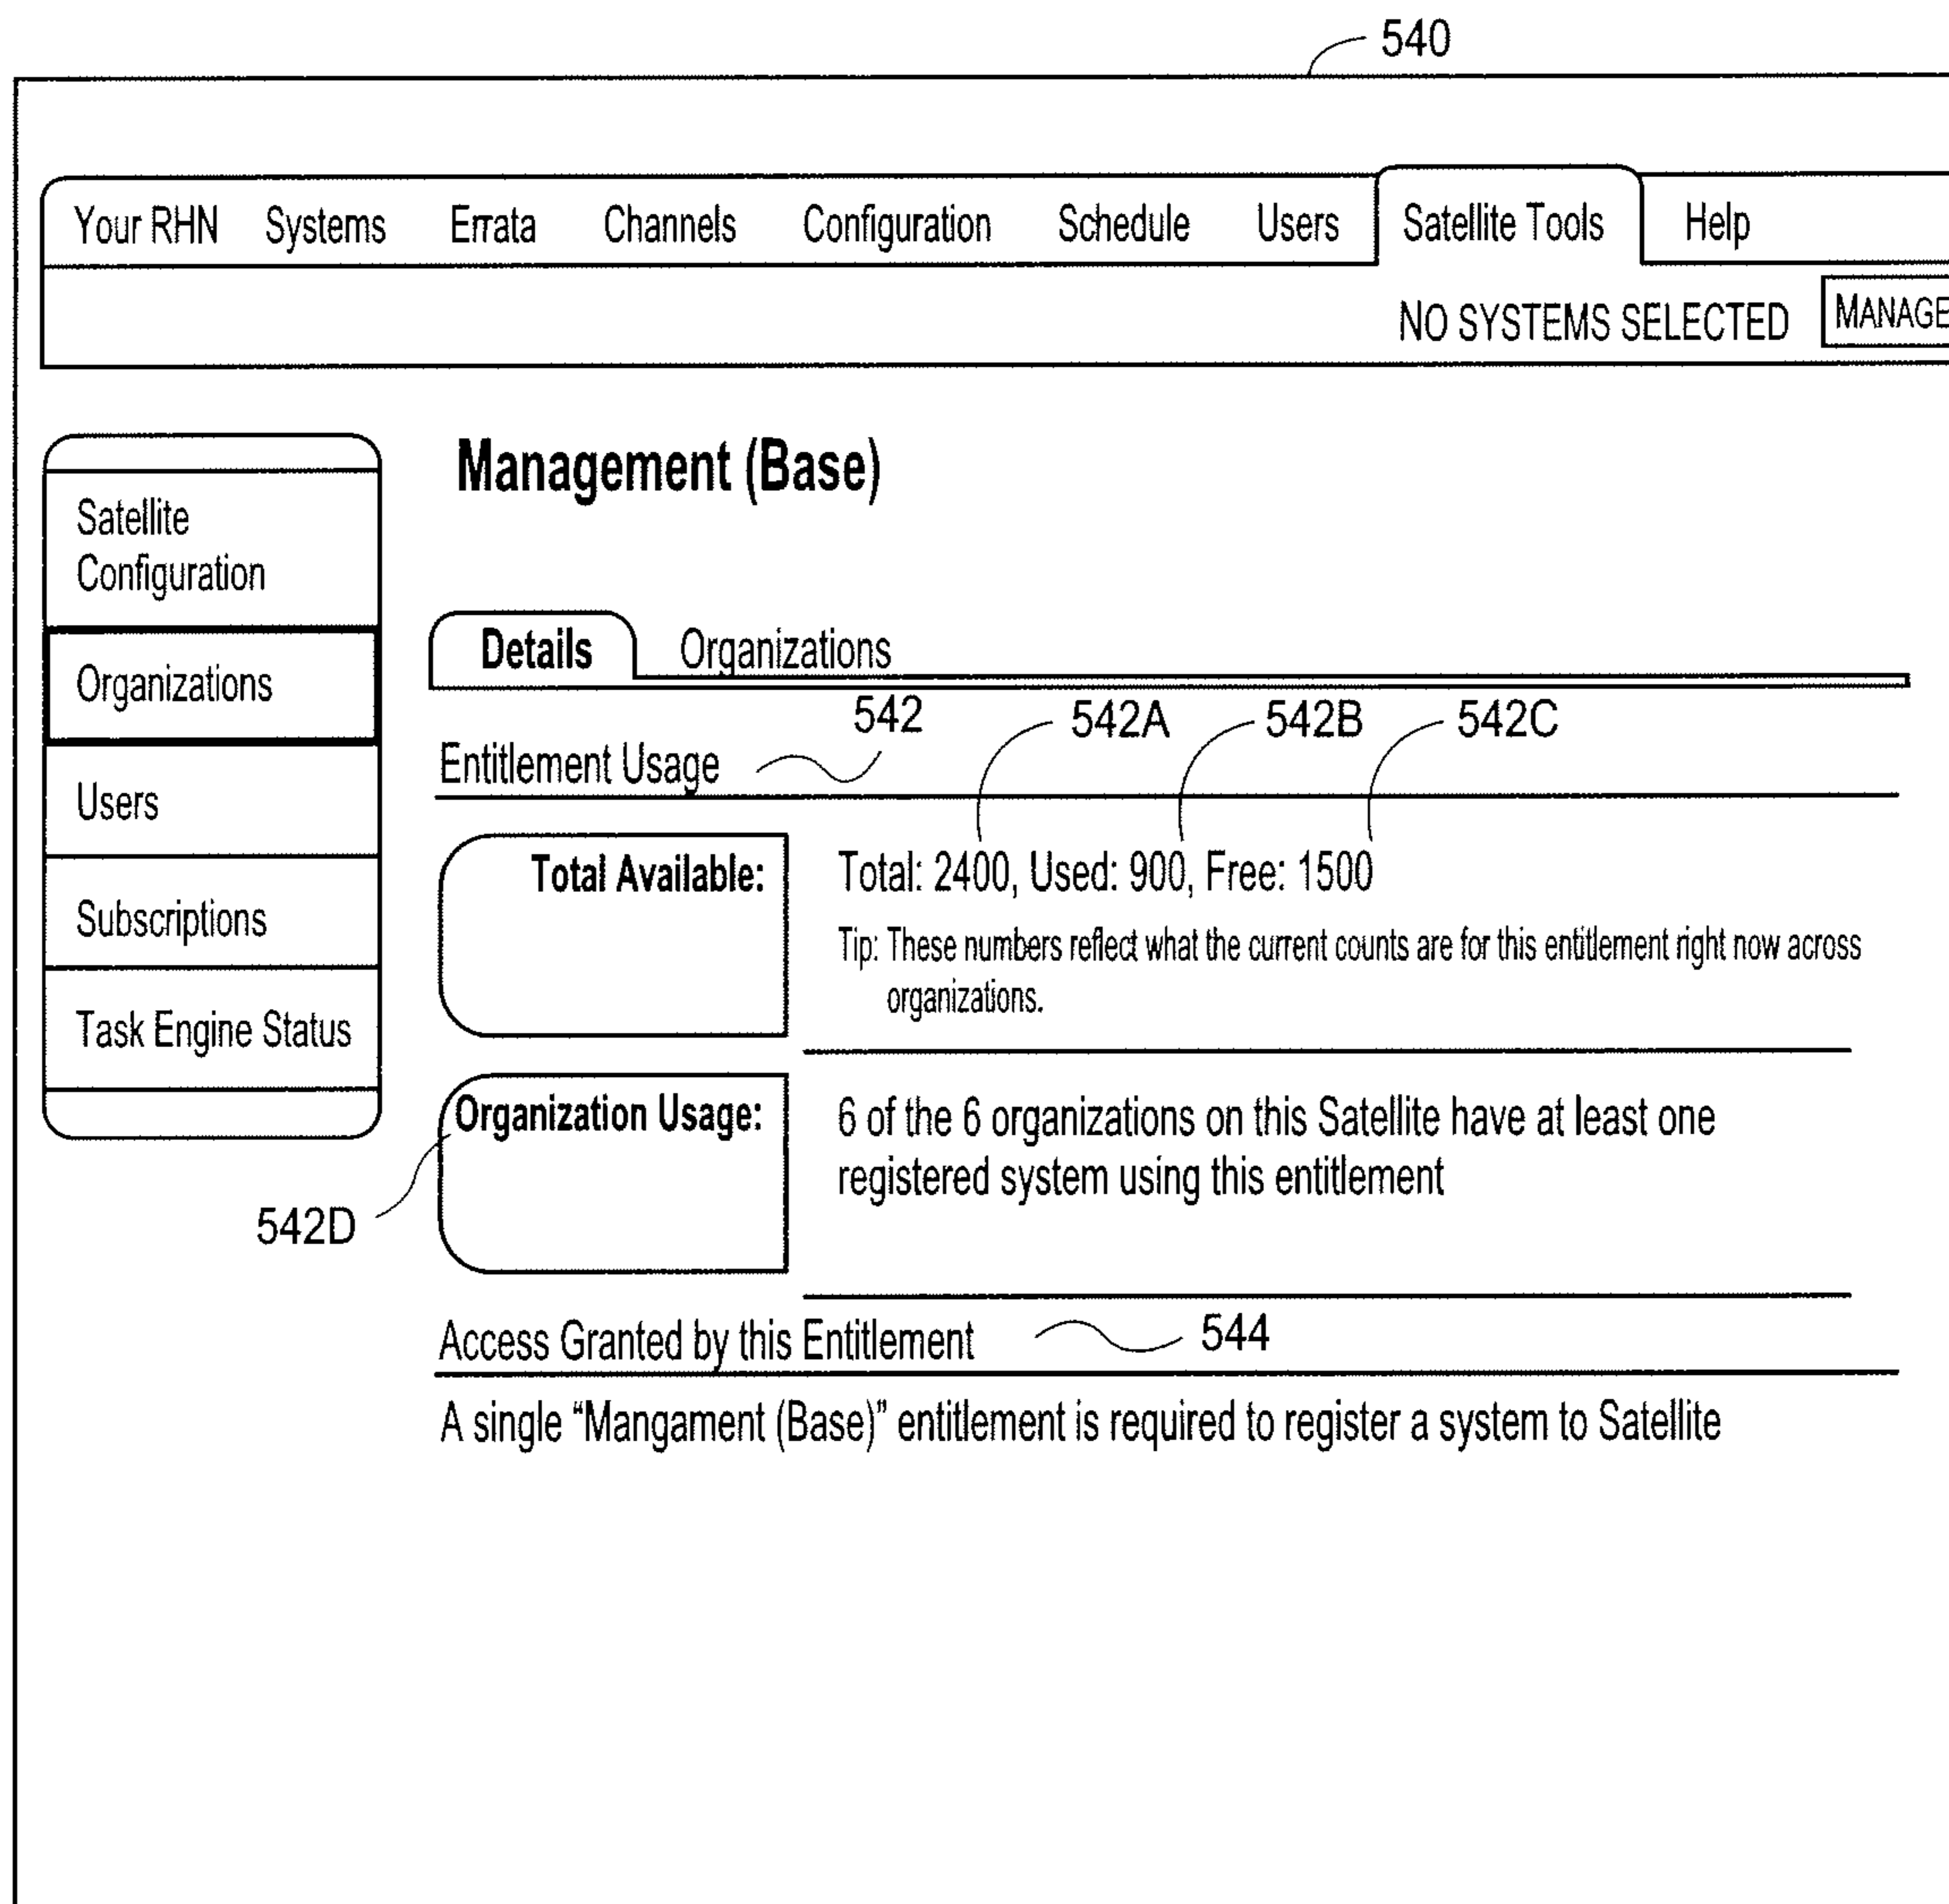 540
Your RHN Systems Errata Channels Configuration Schedule Users Satellite Tools Help
NO SYSTEMS SELECTED MANAGE
Management (Base)
Satellite
Configuration
Organizations
Users
Subscriptions
Task Engine Status
Details Organizations
542 542A 542B 542C
Entitlement Usage
Total Available: Total: 2400, Used: 900, Free: 1500
Tip: These numbers reflect what the current counts are for this entitlement right now across
organizations.
Organization Usage: 6 of the 6 organizations on this Satellite have at least one
registered system using this entitlement
542D
Access Granted by this Entitlement 544
A single “Mangament (Base)” entitlement is required to register a system to Satellite